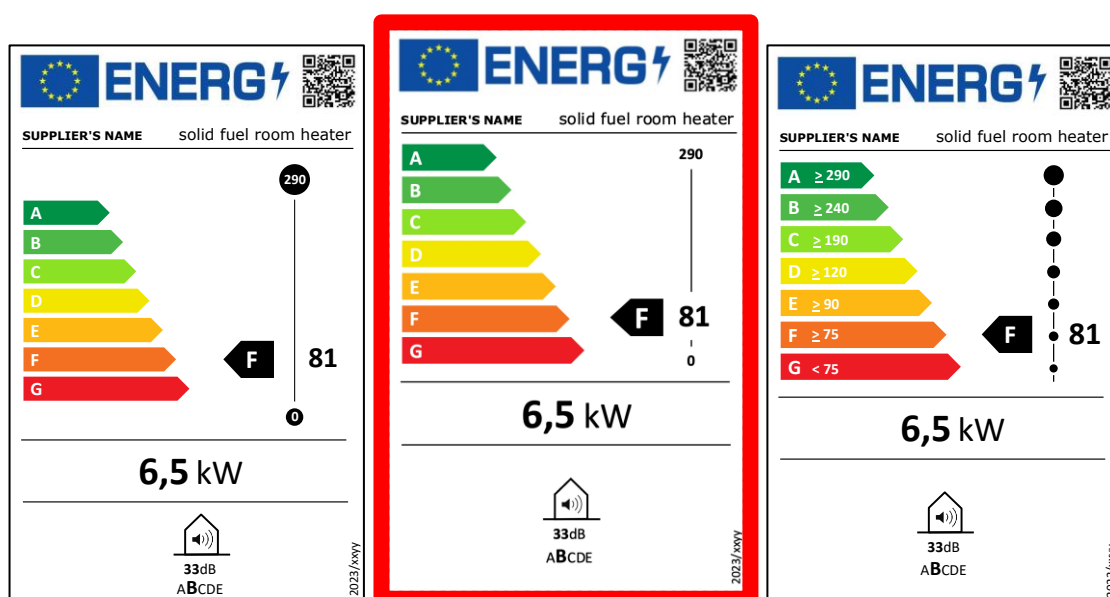 ENERG
SUPPLIER'S NAME solid fuel room heater
290
A
B
C
D
E
F F 81
G
0
6,5 kW
33dB
ABCDE
2023/xxyy
ENERG
SUPPLIER'S NAME solid fuel room heater
A 290
B
C
D
E
F F 81
G 0
6,5 kW
33dB
ABCDE
2023/xxyy
ENERG
SUPPLIER'S NAME solid fuel room heater
A ≥ 290
B ≥ 240
C ≥ 190
D ≥ 120
E ≥ 90
F ≥ 75 F 81
G < 75
6,5 kW
33dB
ABCDE